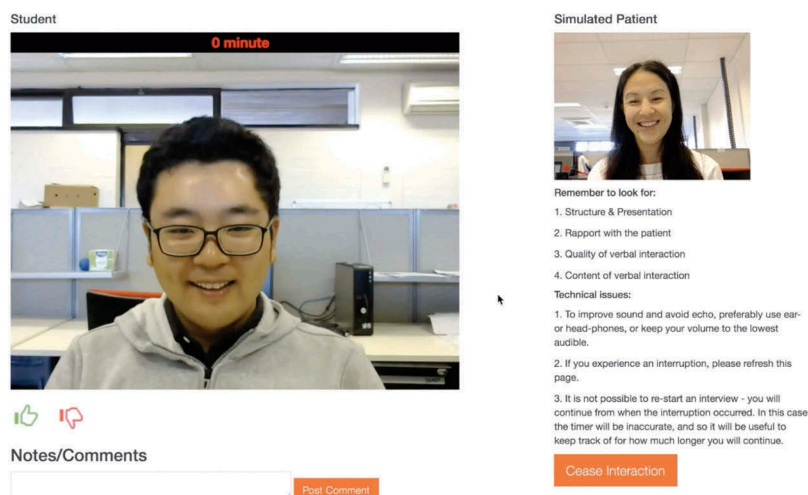 Student
0 minute
Notes/Comments
Post Comment
Simulated Patient
Remember to look for:
1. Structure & Presentation
2. Rapport with the patient
3. Quality of verbal interaction
4. Content of verbal interaction
Technical issues:
1. To improve sound and avoid echo, preferably use ear-
or head-phones, or keep your volume to the lowest
audible.
2. If you experience an interruption, please refresh this
page.
3. It is not possible to re-start an interview - you will
continue from when the interruption occurred. In this case
the timer will be inaccurate, and so it will be useful to
keep track of for how much longer you will continue.
Cease Interaction